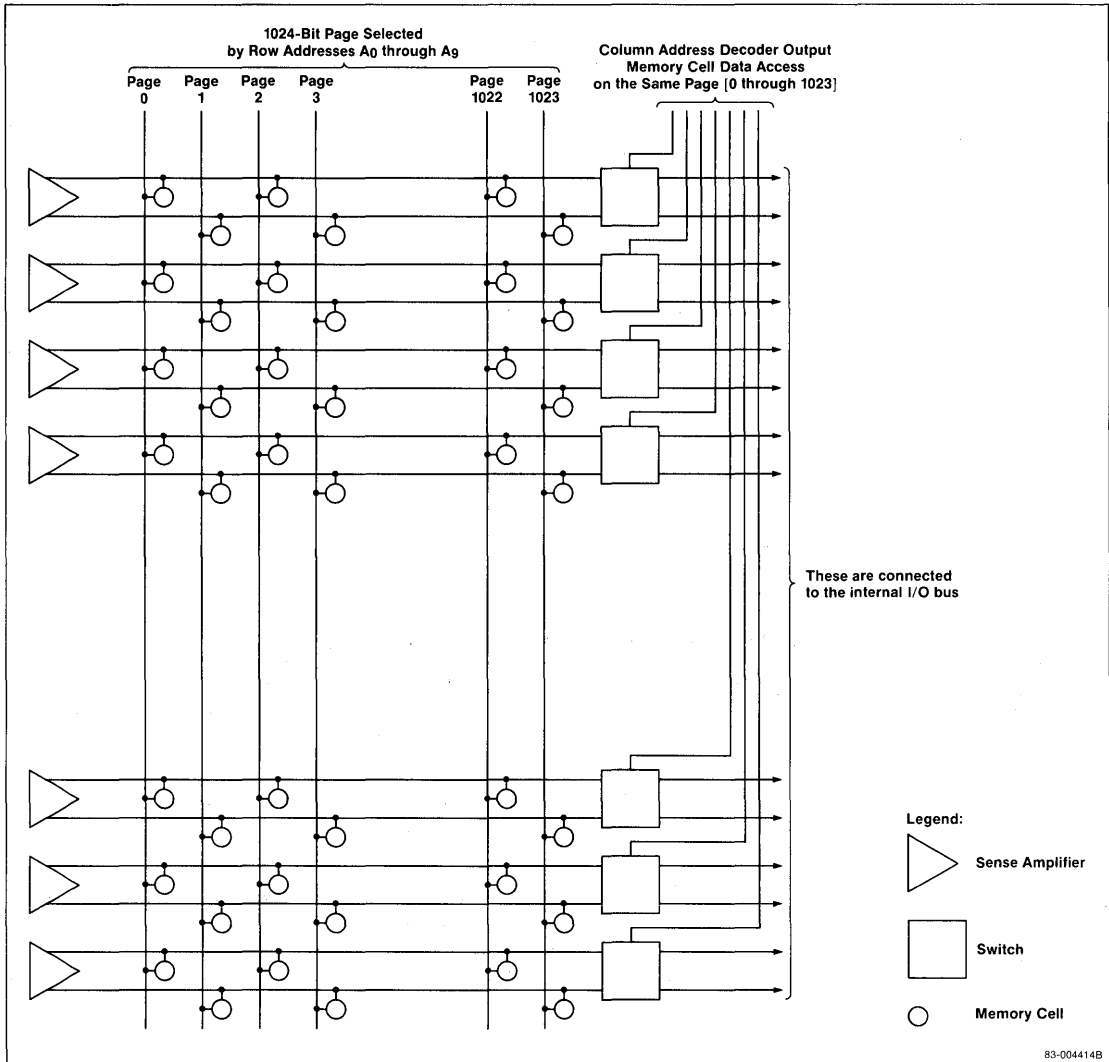 1024-Bit Page Selected
by Row Addresses A0 through A9
Page 0
Page 1
Page 2
Page 3
Page 1022
Page 1023
Column Address Decoder Output
Memory Cell Data Access
on the Same Page [0 through 1023]
These are connected
to the internal I/O bus
Legend:
Sense Amplifier
Switch
Memory Cell
83-004414B